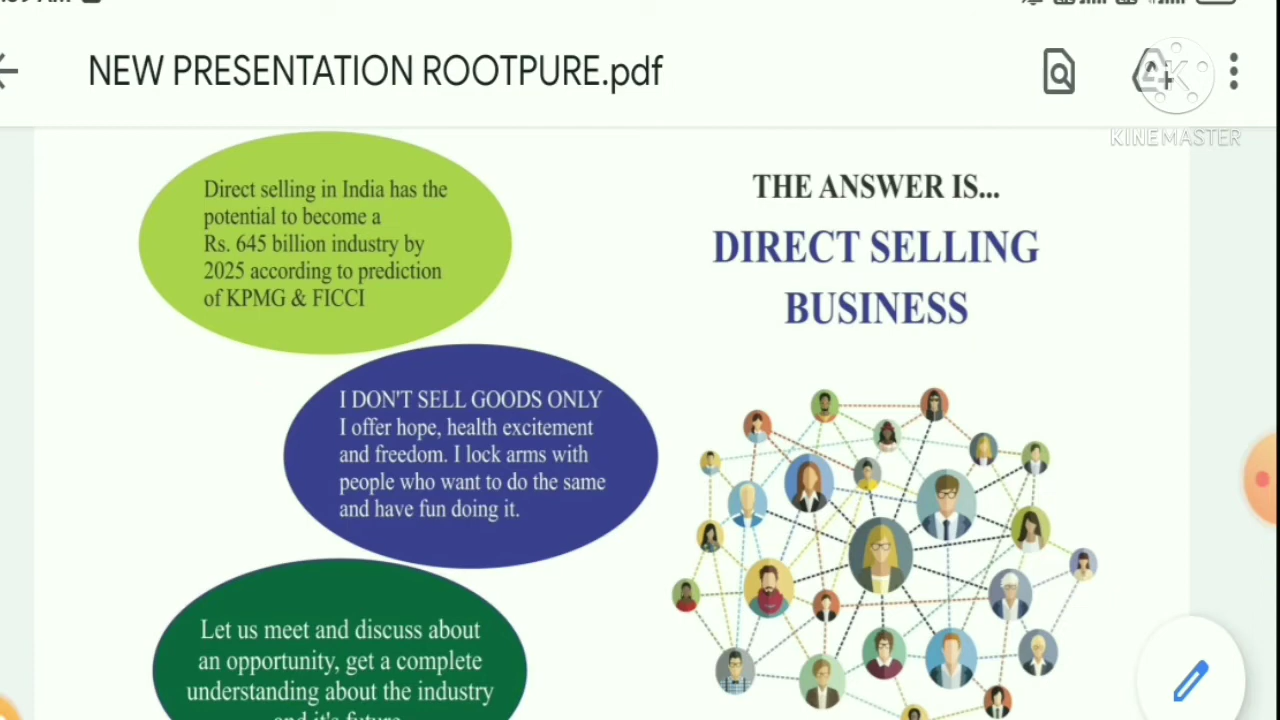 NEW PRESENTATION ROOTPURE.pdf
KINEMASTER
Direct selling in India has the
potential to become a
Rs. 645 billion industry by
2025 according to prediction
of KPMG & FICCI
THE ANSWER IS...
DIRECT SELLING
BUSINESS
I DON'T SELL GOODS ONLY
I offer hope, health excitement
and freedom. I lock arms with
people who want to do the same
and have fun doing it.
Let us meet and discuss about
an opportunity, get a complete
understanding about the industry
and it's future